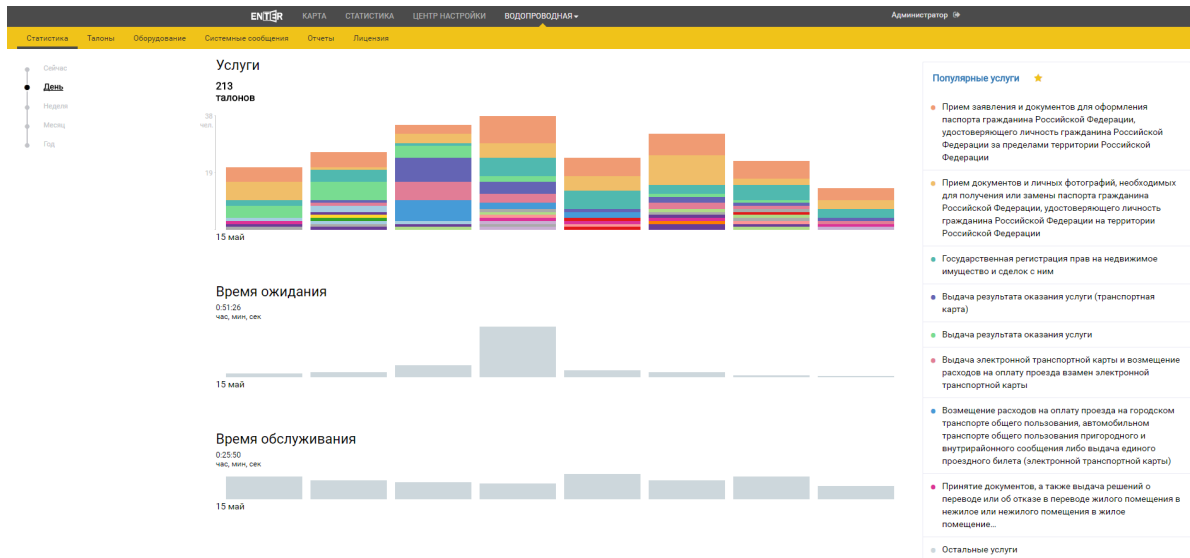 ENTER КАРТА СТАТИСТИКА ЦЕНТР НАСТРОЙКИ ВОДОПРОВОДНАЯ Администратор
Статистика Талоны Оборудование Системные сообщения Отчеты Лицензия
Сейчас
День
Неделя
Месяц
Год
Услуги
213
талонов
38
чел.
19
15 май
Время ожидания
0:51:26
час, мин, сек
15 май
Время обслуживания
0:25:50
час, мин, сек
15 май
Популярные услуги
Прием заявления и документов для оформления
паспорта гражданина Российской Федерации,
удостоверяющего личность гражданина Российской
Федерации за пределами территории Российской
Федерации
Прием документов и личных фотографий, необходимых
для получения или замены паспорта гражданина
Российской Федерации, удостоверяющего личность
гражданина Российской Федерации на территории
Российской Федерации
Государственная регистрация прав на недвижимое
имущество и сделок с ним
Выдача результата оказания услуги (транспортная
карта)
Выдача результата оказания услуги
Выдача электронной транспортной карты и возмещение
расходов на оплату проезда взамен электронной
транспортной карты
Возмещение расходов на оплату проезда на городском
транспорте общего пользования, автомобильном
транспорте общего пользования пригородного и
внутрирайонного сообщения либо выдача единого
проездного билета (электронной транспортной карты)
Принятие документов, а также выдача решений о
переводе или об отказе в переводе жилого помещения в
нежилое или нежилого помещения в жилое
помещение...
Остальные услуги